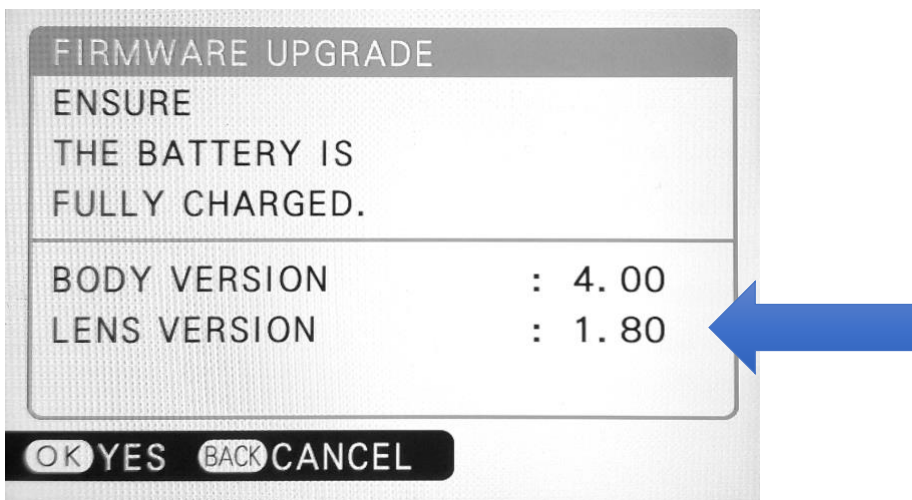 FIRMWARE UPGRADE
ENSURE
THE BATTERY IS
FULLY CHARGED.
BODY VERSION : 4.00
LENS VERSION : 1.80
OK YES BACK CANCEL